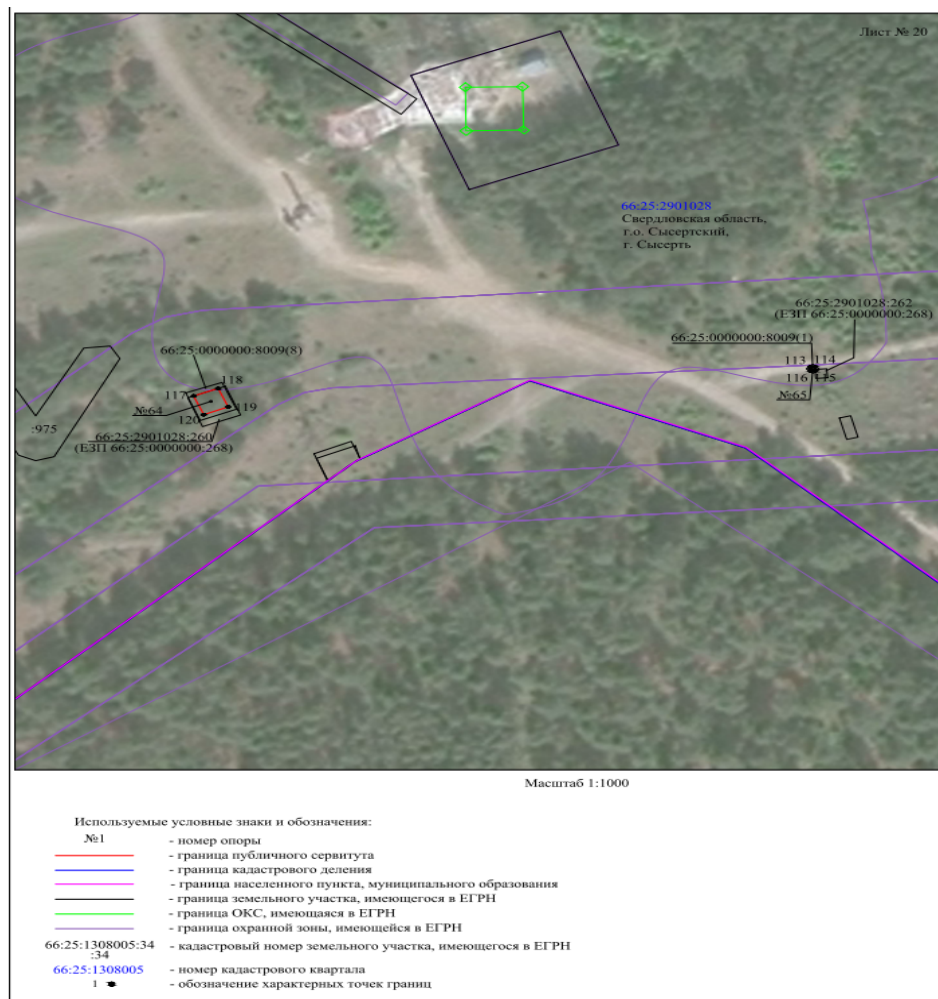 Лист № 20
66:25:2901028
Свердловская область,
г.о. Сысертский,
г. Сысерть
66:25:2901028:262
(ЕЗП 66:25:0000000:268)
66:25:0000000:8009(1)
113 114
116 115
№65
66:25:0000000:8009(8)
118
117
119
№64
120
66:25:2901028:260
(ЕЗП 66:25:0000000:268)
:975
Масштаб 1:1000
Используемые условные знаки и обозначения:
№1 - номер опоры
- граница публичного сервитута
- граница кадастрового деления
- граница населенного пункта, муниципального образования
- граница земельного участка, имеющегося в ЕГРН
- граница ОКС, имеющаяся в ЕГРН
- граница охранной зоны, имеющейся в ЕГРН
66:25:1308005:34 - кадастровый номер земельного участка, имеющегося в ЕГРН
:34
66:25:1308005 - номер кадастрового квартала
1 - обозначение характерных точек границ